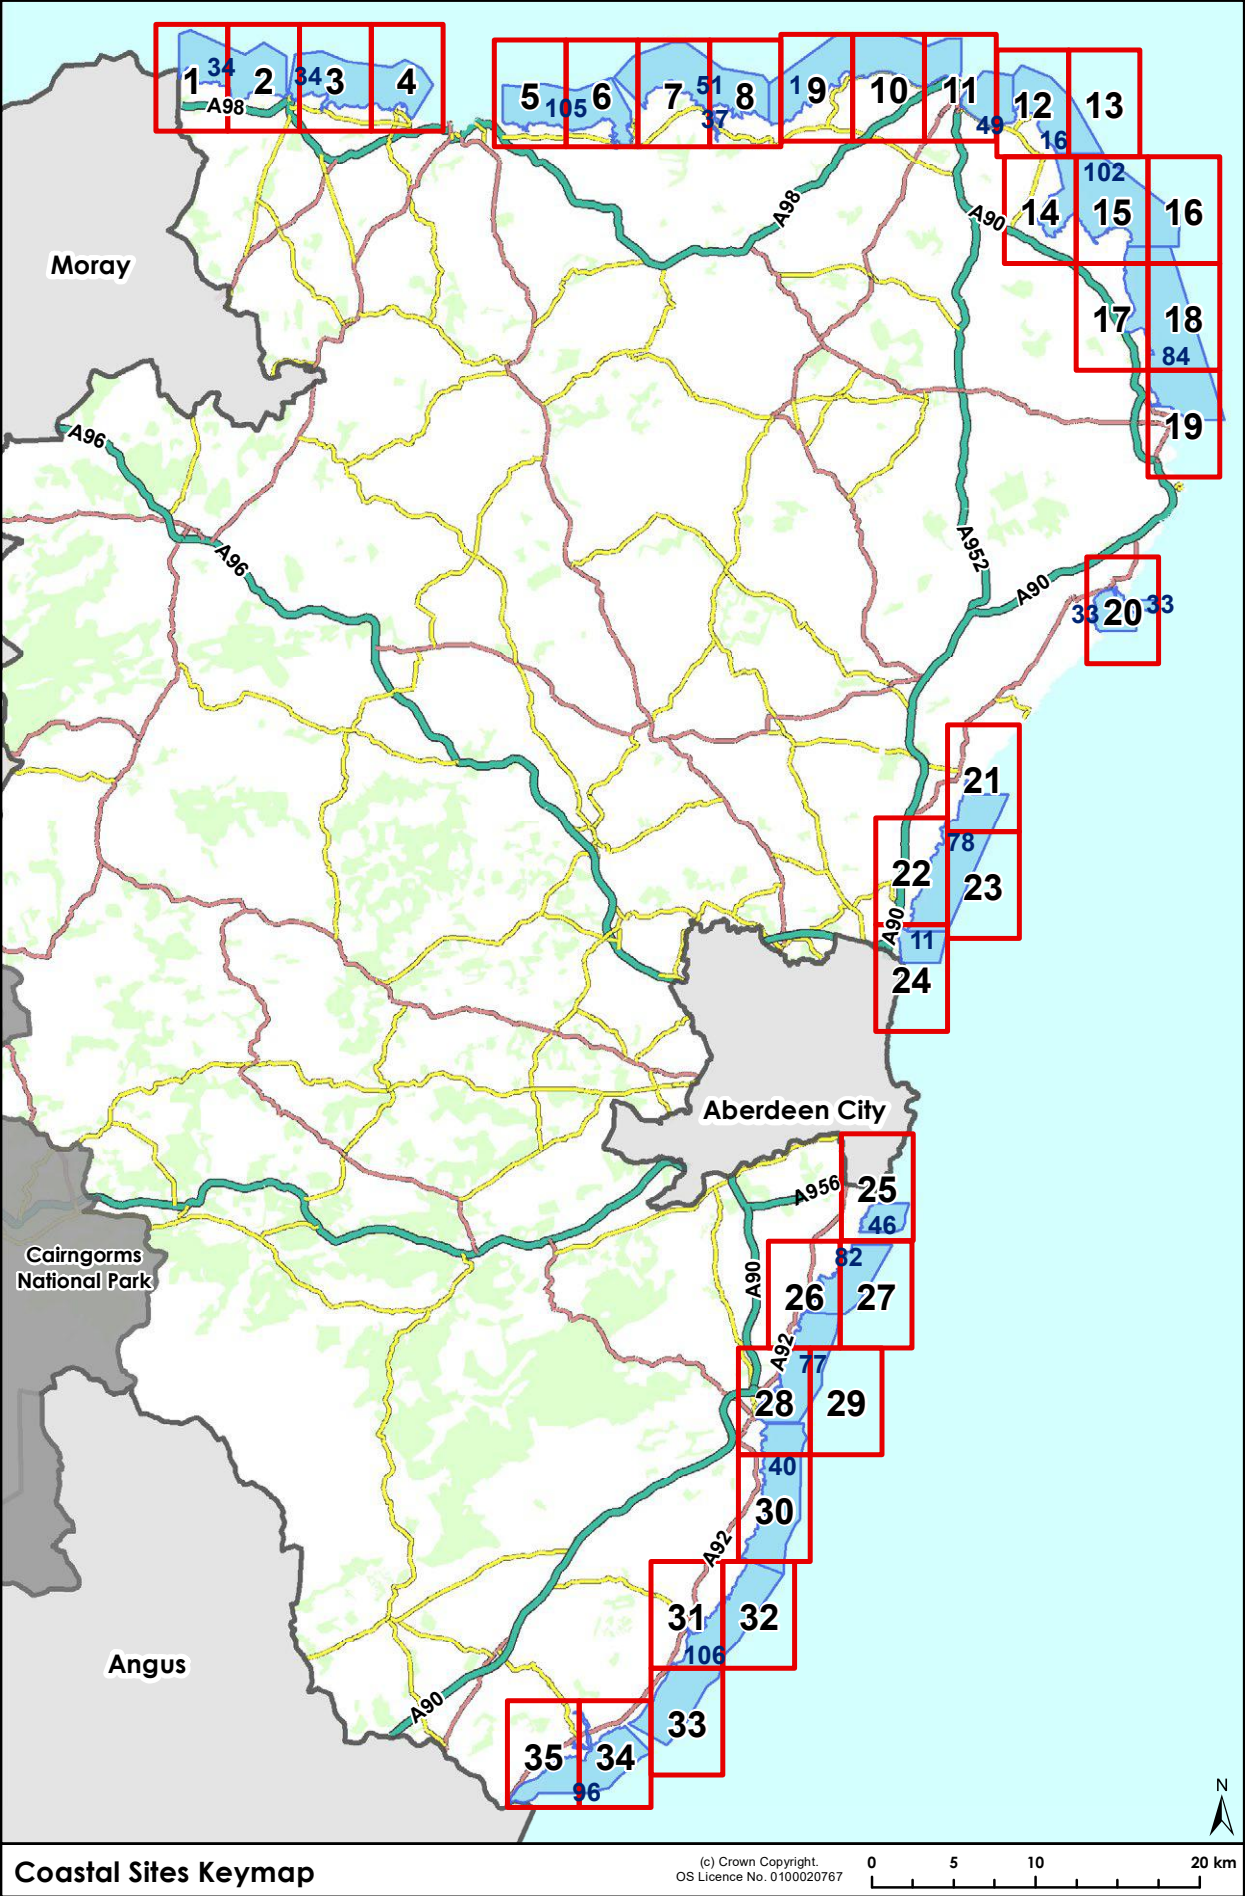 1
34
2
34
3
4
A98
5
105
6
7
51
37
8
1
9
10
11
49
12
16
13
102
14
15
16
A98
A90
Moray
17
18
84
19
A96
A96
A952
A90
33
20
33
21
78
22
23
A90
11
24
Aberdeen City
25
A956
46
82
Cairngorms
National Park
A90
26
27
A92
77
28
29
40
30
A92
31
32
106
Angus
33
A90
35
34
96
N
Coastal Sites Keymap
(c) Crown Copyright.
OS Licence No. 0100020767
0 5 10 20 km